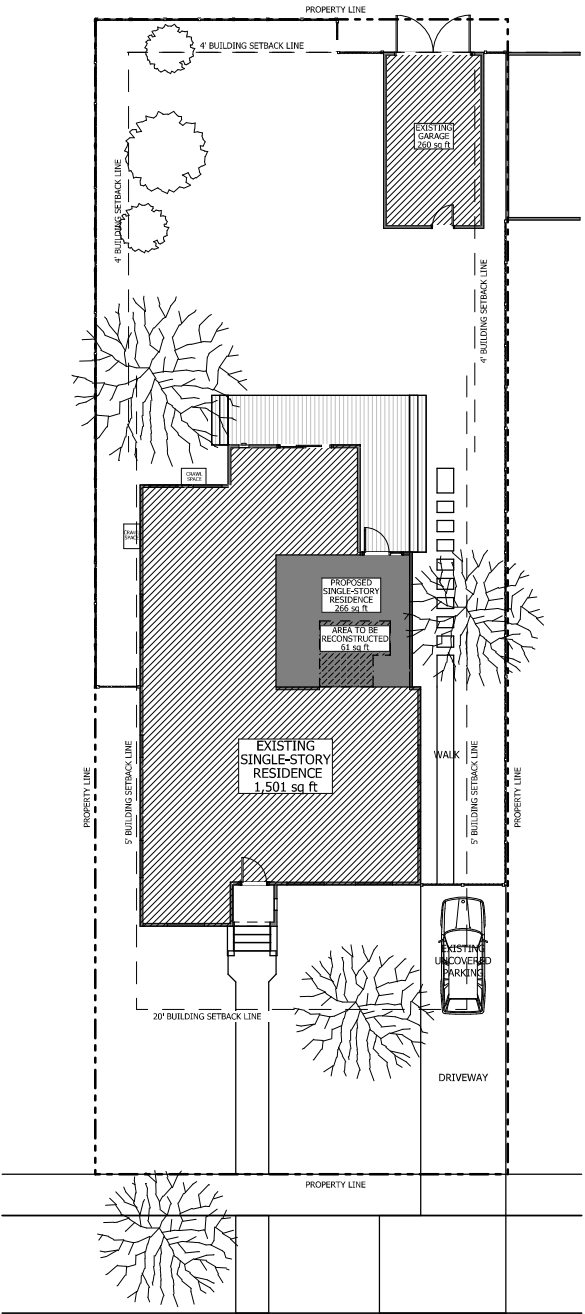 PROPERTY LINE
4' BUILDING SETBACK LINE
EXISTING
GARAGE
260 sq ft
4' BUILDING SETBACK LINE
4' BUILDING SETBACK LINE
CRAWL
SPACE
CRAWL
SPACE
PROPOSED
SINGLE-STORY
RESIDENCE
266 sq ft
AREA TO BE
RECONSTRUCTED
61 sq ft
EXISTING
SINGLE-STORY
RESIDENCE
1,501 sq ft
WALK
PROPERTY LINE
5' BUILDING SETBACK LINE
5' BUILDING SETBACK LINE
PROPERTY LINE
EXISTING
UNCOVERED
PARKING
20' BUILDING SETBACK LINE
DRIVEWAY
PROPERTY LINE